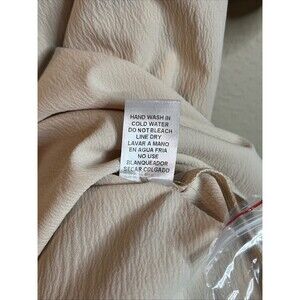 HAND WASH IN
COLD WATER
DO NOT BLEACH
LINE DRY
LAVAR A MANO
EN AGUA FRIA
NO USE
BLANQUEADOR
SECAR COLGADO